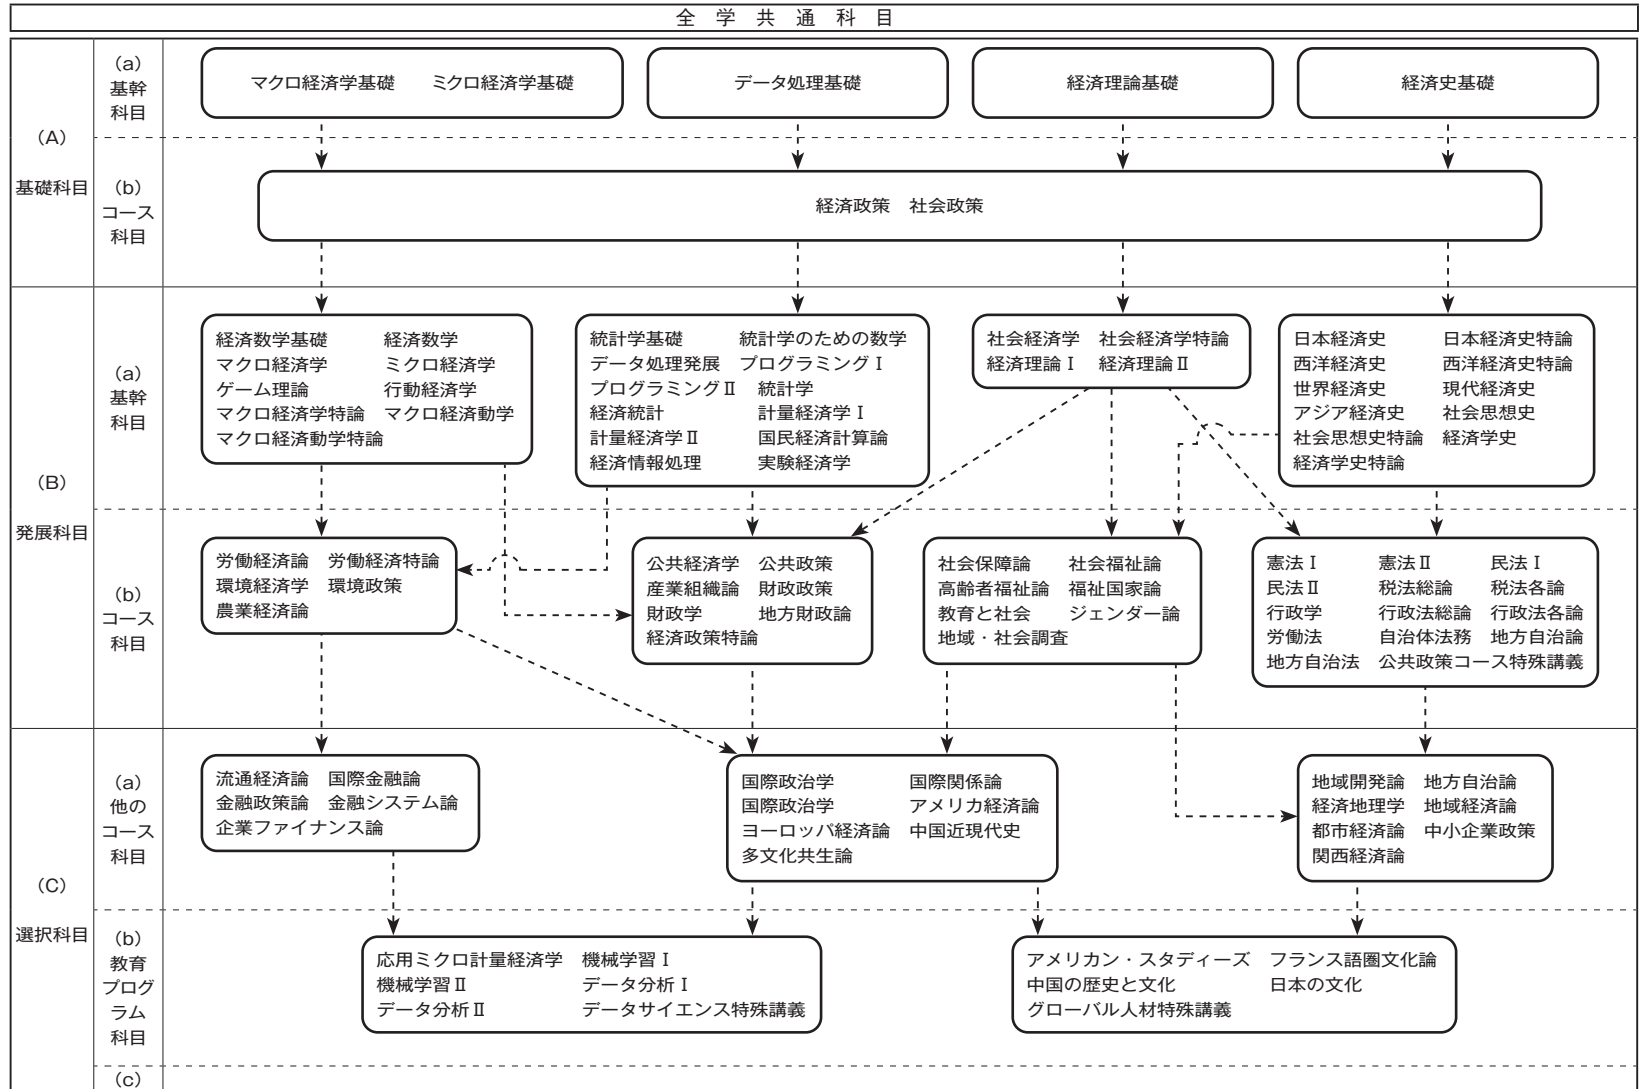 全学共通科目
（A）
基礎科目
（a）
基幹
科目
マクロ経済学基礎　ミクロ経済学基礎
データ処理基礎
経済理論基礎
経済史基礎
（b）
コース
科目
経済政策　社会政策
（B）
発展科目
（a）
基幹
科目
経済数学基礎　経済数学
マクロ経済学　ミクロ経済学
ゲーム理論　行動経済学
マクロ経済学特論　マクロ経済動学
マクロ経済動学特論
統計学基礎　統計学のための数学
データ処理発展　プログラミングⅠ
プログラミングⅡ　統計学
経済統計　計量経済学Ⅰ
計量経済学Ⅱ　国民経済計算論
経済情報処理　実験経済学
社会経済学　社会経済学特論
経済理論Ⅰ　経済理論Ⅱ
日本経済史　日本経済史特論
西洋経済史　西洋経済史特論
世界経済史　現代経済史
アジア経済史　社会思想史
社会思想史特論　経済学史
経済学史特論
（b）
コース
科目
労働経済論　労働経済特論
環境経済学　環境政策
農業経済論
公共経済学　公共政策
産業組織論　財政政策
財政学　地方財政論
経済政策特論
社会保障論　社会福祉論
高齢者福祉論　福祉国家論
教育と社会　ジェンダー論
地域・社会調査
憲法Ⅰ　憲法Ⅱ　民法Ⅰ
民法Ⅱ　税法総論　税法各論
行政学　行政法総論　行政法各論
労働法　自治体法務　地方自治論
地方自治法　公共政策コース特殊講義
（C）
選択科目
（a）
他の
コース
科目
流通経済論　国際金融論
金融政策論　金融システム論
企業ファイナンス論
国際政治学　国際関係論
国際政治学　アメリカ経済論
ヨーロッパ経済論　中国近現代史
多文化共生論
地域開発論　地方自治論
経済地理学　地域経済論
都市経済論　中小企業政策
関西経済論
（b）
教育
プログ
ラム
科目
応用ミクロ計量経済学　機械学習Ⅰ
機械学習Ⅱ　データ分析Ⅰ
データ分析Ⅱ　データサイエンス特殊講義
アメリカン・スタディーズ　フランス語圏文化論
中国の歴史と文化　日本の文化
グローバル人材特殊講義
（c）